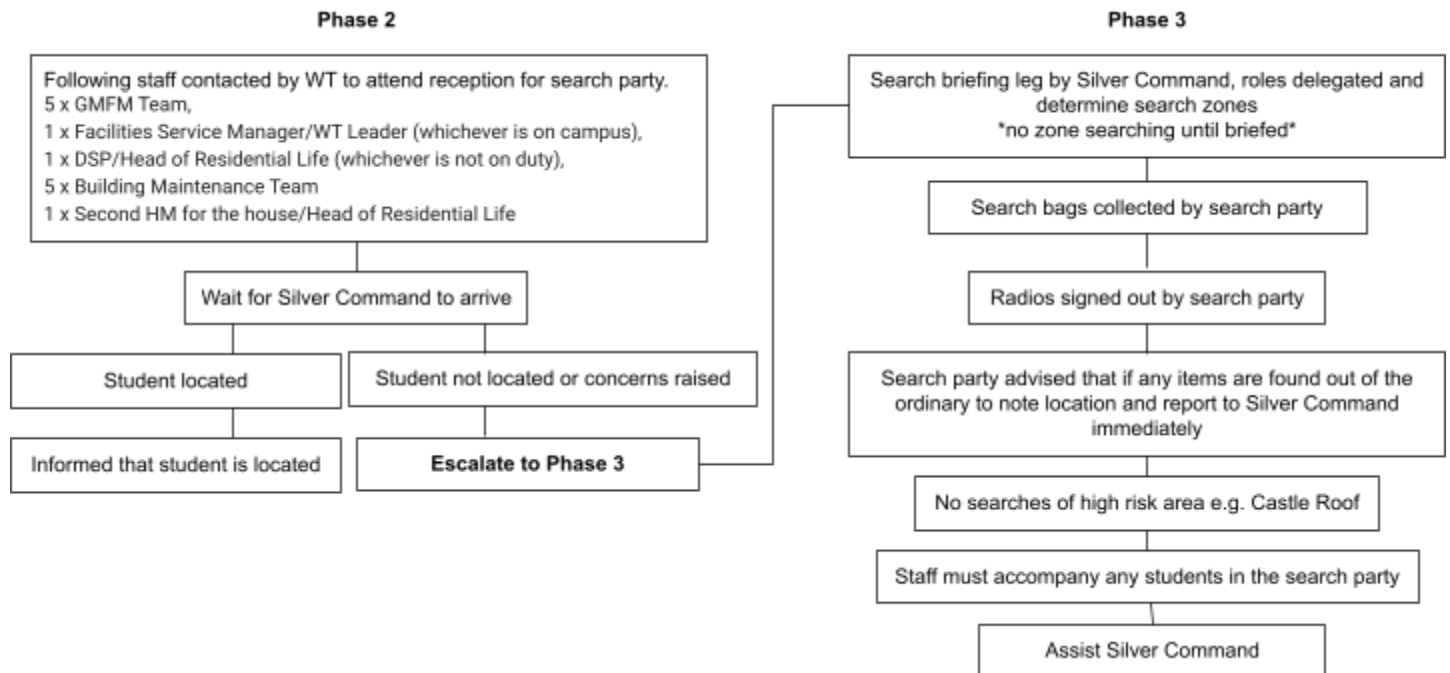 Phase 2
Following staff contacted by WT to attend reception for search party.
5 x GMFM Team,
1 x Facilities Service Manager/WT Leader (whichever is on campus),
1 x DSP/Head of Residential Life (whichever is not on duty),
5 x Building Maintenance Team
1 x Second HM for the house/Head of Residential Life
Wait for Silver Command to arrive
Student located
Student not located or concerns raised
Informed that student is located
Escalate to Phase 3
Phase 3
Search briefing leg by Silver Command, roles delegated and
determine search zones
*no zone searching until briefed*
Search bags collected by search party
Radios signed out by search party
Search party advised that if any items are found out of the
ordinary to note location and report to Silver Command
immediately
No searches of high risk area e.g. Castle Roof
Staff must accompany any students in the search party
Assist Silver Command